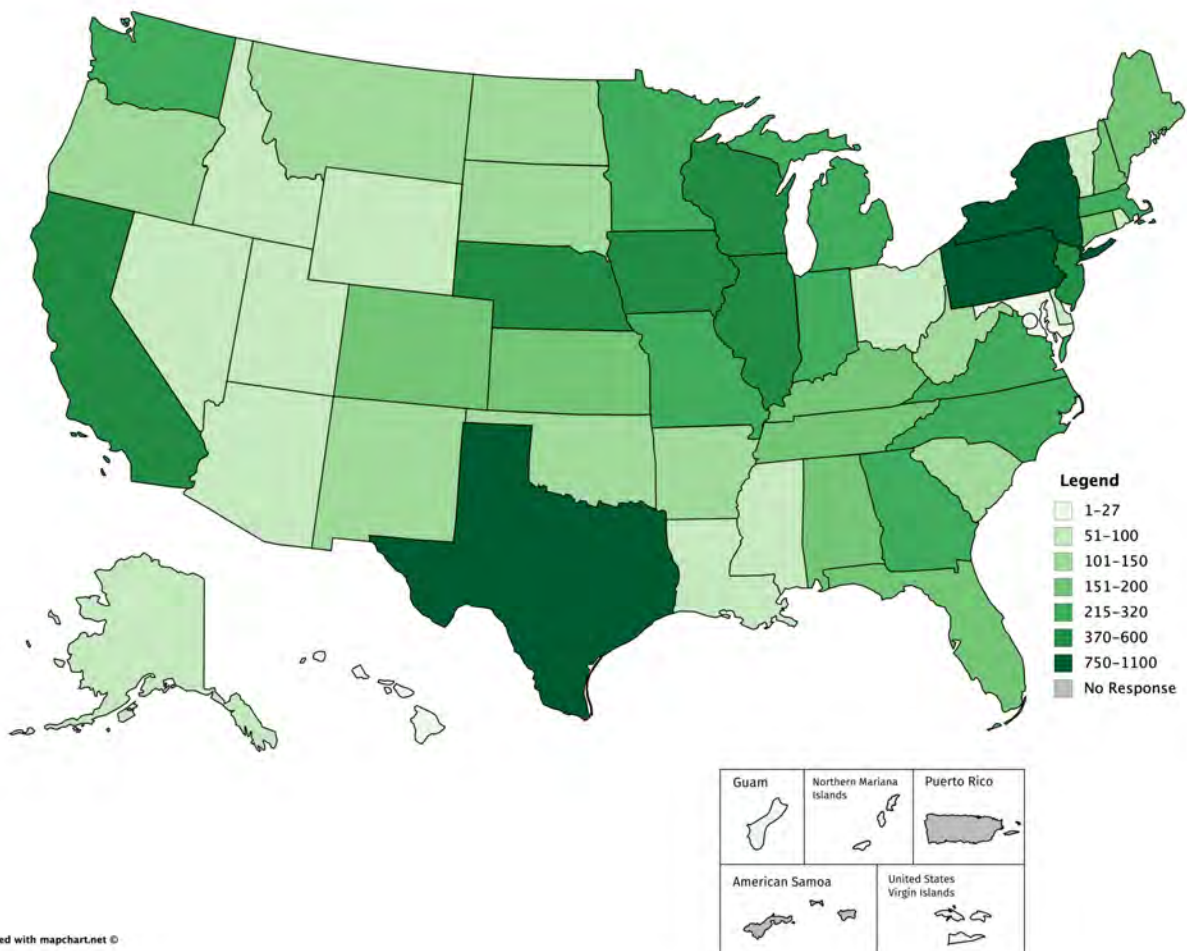 Legend
1–27
51–100
101–150
151–200
215–320
370–600
750–1100
No Response
Guam
Northern Mariana
Islands
Puerto Rico
American Samoa
United States
Virgin Islands
ed with mapchart.net ©